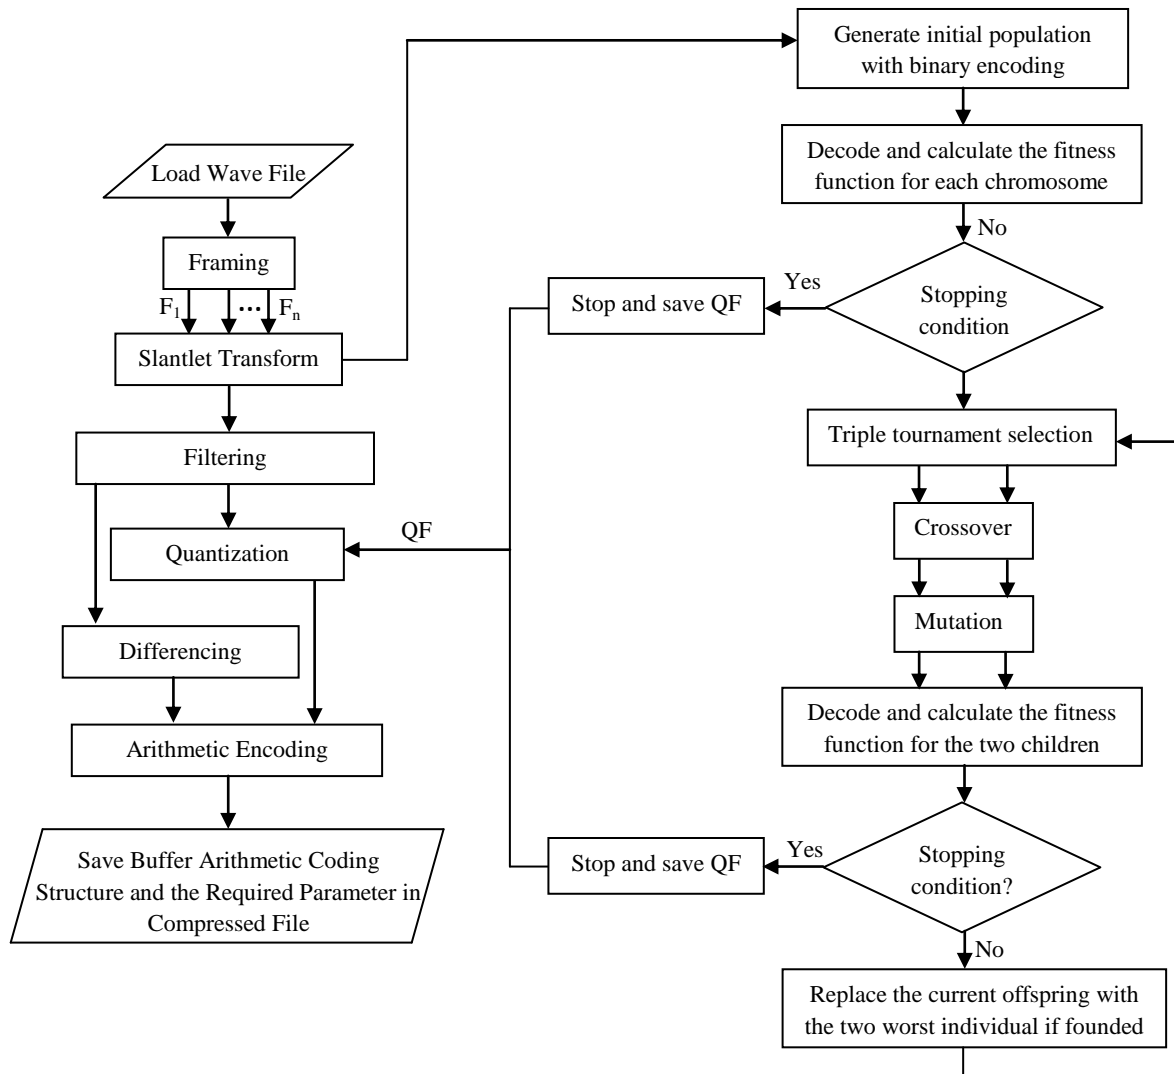 Generate initial population
with binary encoding
Decode and calculate the fitness
function for each chromosome
Load Wave File
No
Framing
Yes
Stop and save QF
Stopping
condition
F1
...
Fn
Slantlet Transform
Triple tournament selection
Filtering
Crossover
QF
Quantization
Mutation
Differencing
Decode and calculate the fitness
function for the two children
Arithmetic Encoding
Yes
Stop and save QF
Stopping
condition?
Save Buffer Arithmetic Coding
Structure and the Required Parameter in
Compressed File
No
Replace the current offspring with
the two worst individual if founded